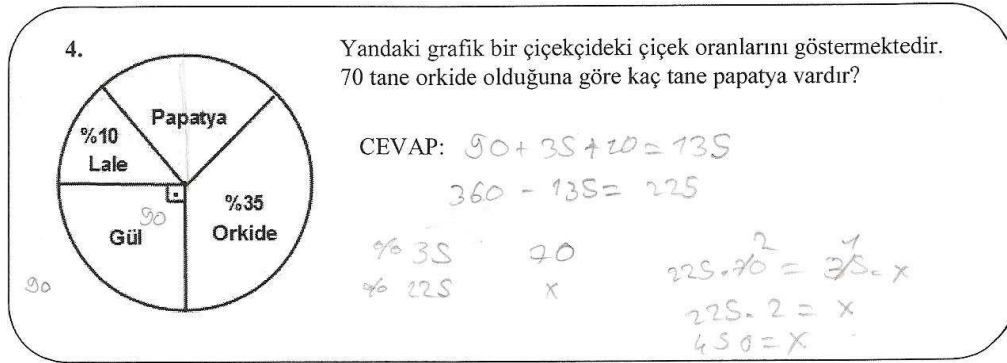 4.
Yandaki grafik bir çiçekçideki çiçek oranlarını göstermektedir.
70 tane orkide olduğuna göre kaç tane papatya vardır?
Papatya
%10
Lale
%35
Orkide
90
Gül
90
CEVAP: 90 + 35 + 10 = 135
360 - 135 = 225
% 35 70
% 225 x
2 1
225.70 = 35.x
225.2 = x
450 = x